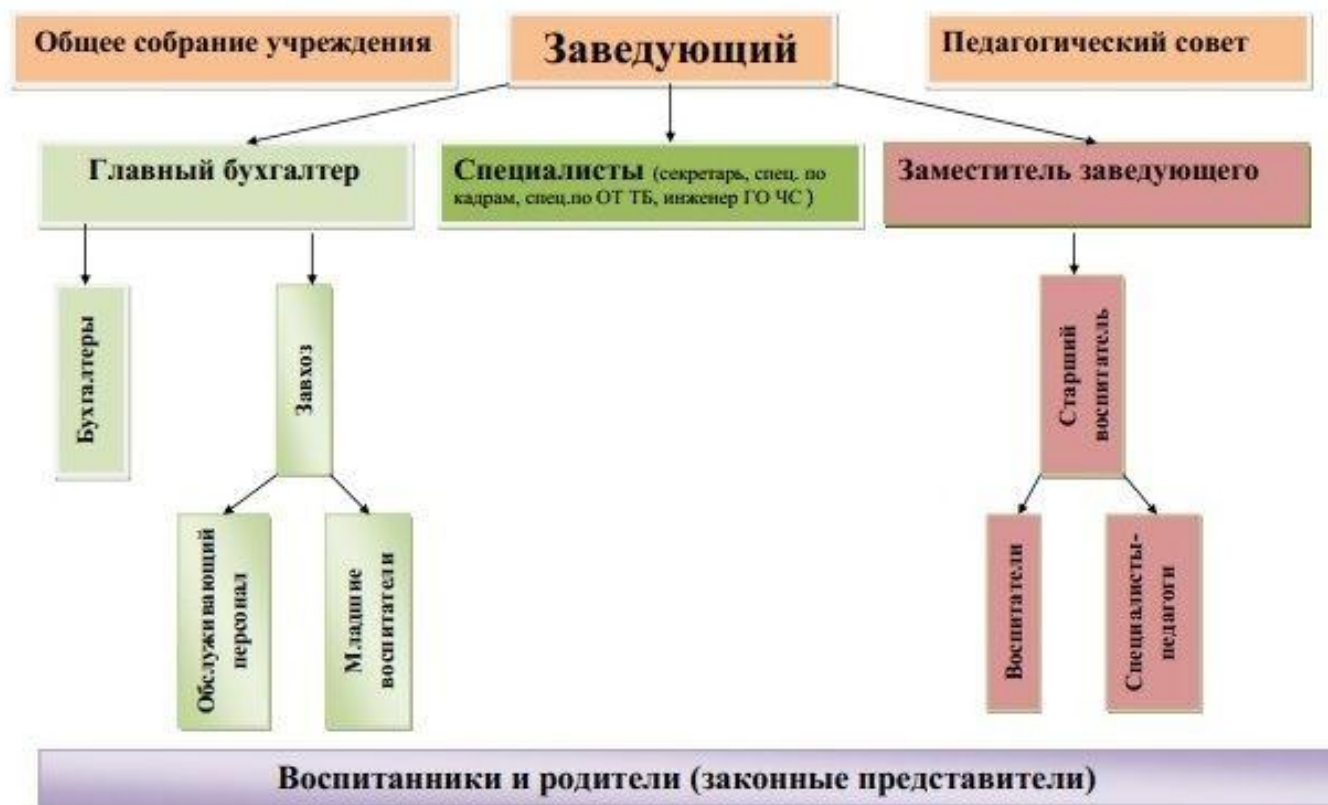 Общее собрание учреждения
Заведующий
Педагогический совет
Главный бухгалтер
Специалисты (секретарь, спец. по
кадрам, спец.по ОТ ТБ, инженер ГО ЧС )
Заместитель заведующего
Бухгалтеры
Завхоз
Старший
воспитатель
Обслуживающий
персонал
Младшие
воспитатели
Воспитатели
Специалисты-
педагоги
Воспитанники и родители (законные представители)